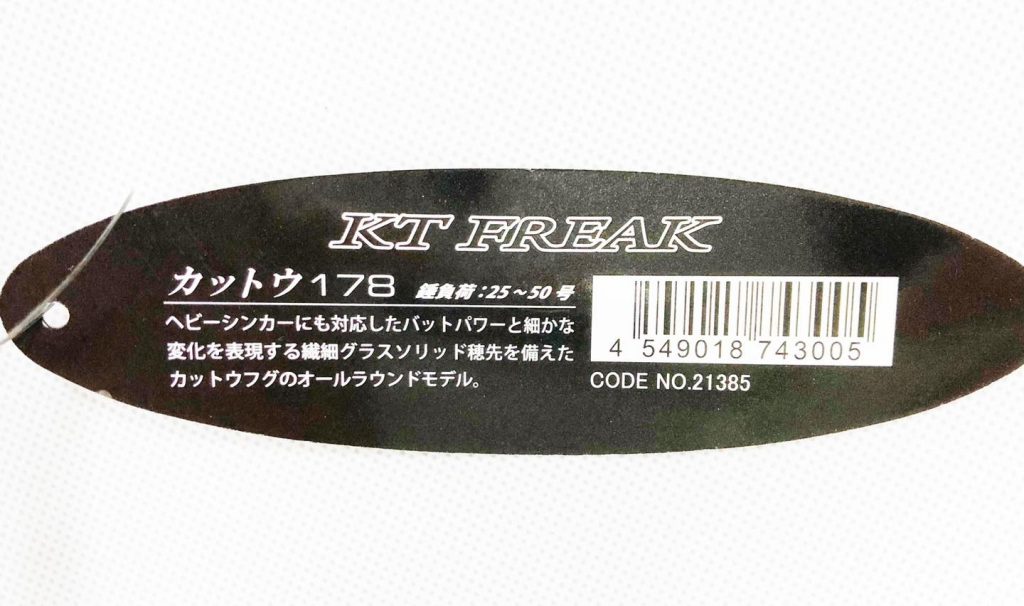 KT FREAK
カットウ178 錘負荷:25~50号
ヘビーシンカーにも対応したバットパワーと細かな
変化を表現する繊細グラスソリッド穂先を備えた
カットウフグのオールラウンドモデル。
4 549018 743005
CODE NO.21385